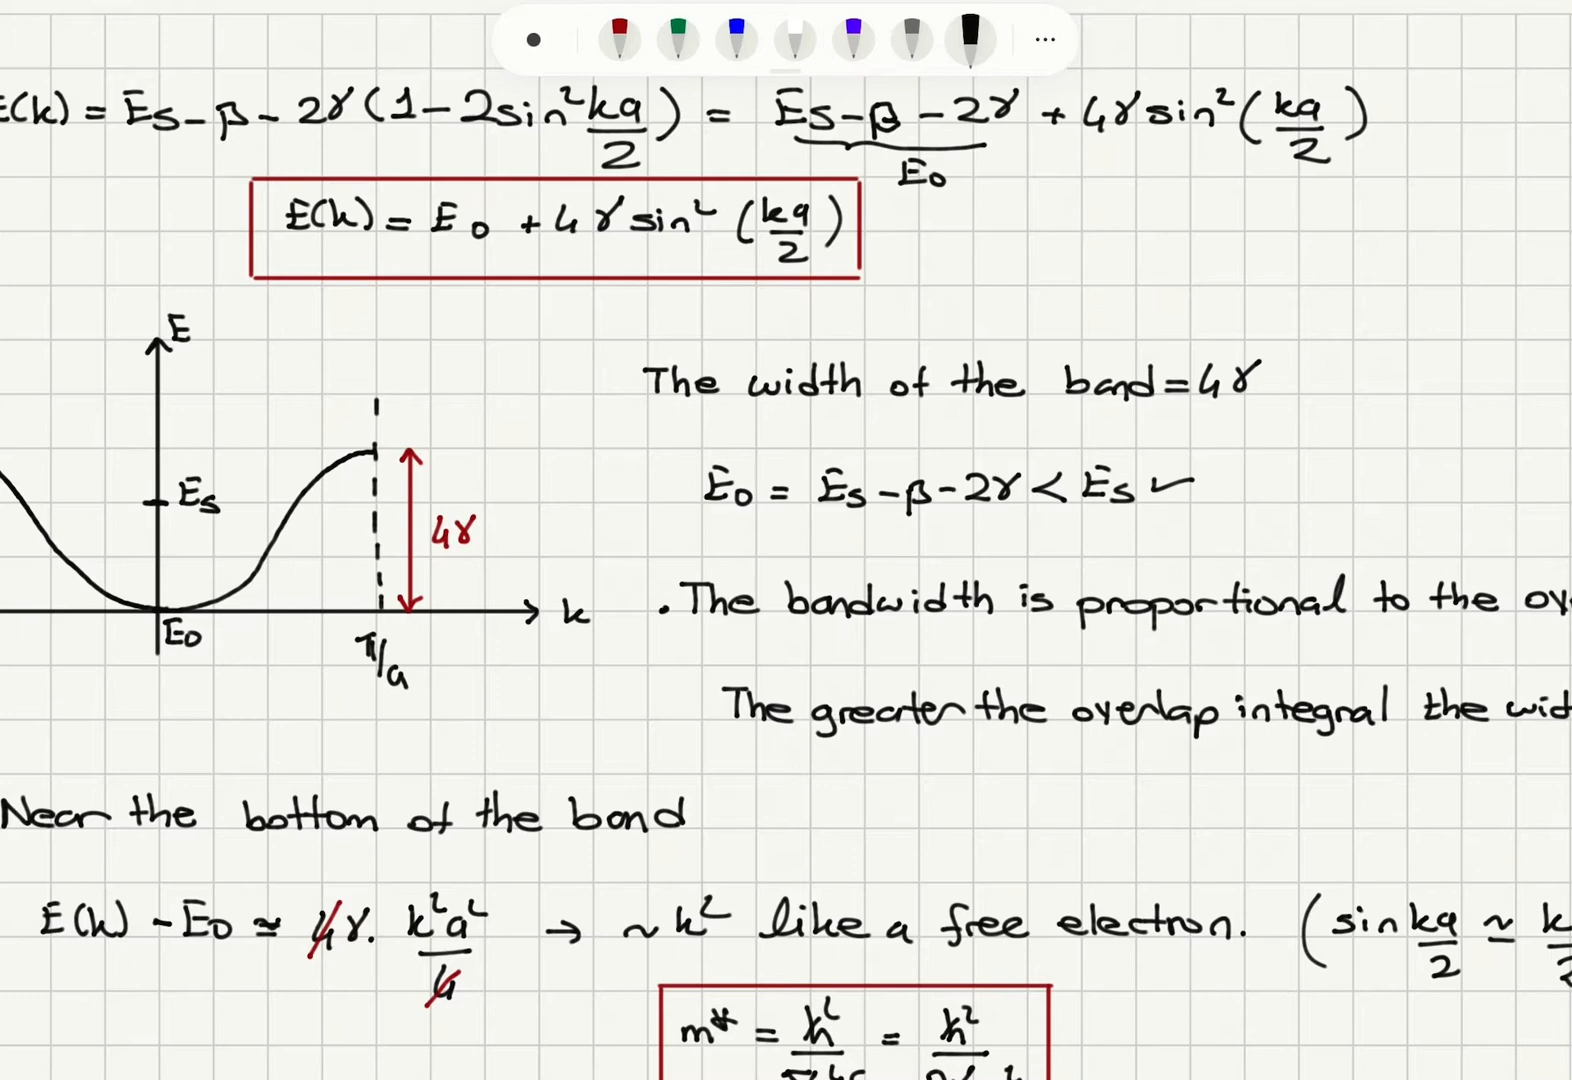 E(k) = Es - β - 2γ (1 - 2sin² ka/2) = Es - β - 2γ + 4γ sin² (ka/2)
E0
E(k) = E0 + 4γ sin² (ka/2)
E
The width of the band = 4γ
Es
E0 = Es - β - 2γ < Es ✓
4γ
k
. The bandwidth is proportional to the
E0
π/a
The greater the overlap integral the
Near the bottom of the band
E(k) - E0 ≃ 4γ. k²a²/4 → ~ k² like a free electron. (sin ka/2 ≃
m* = ħ²/ = ħ²/